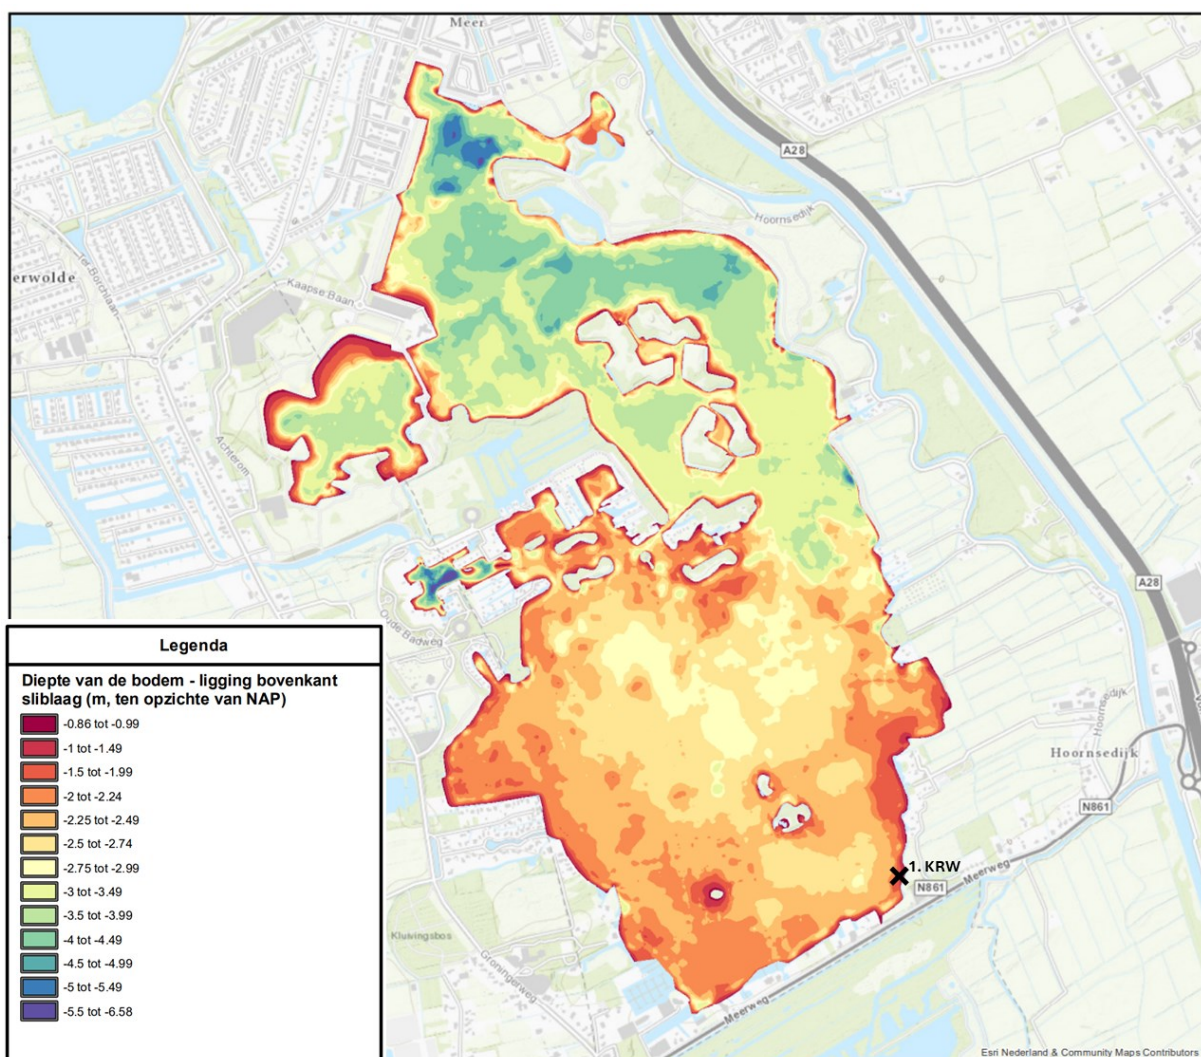 Meer
A28
Hoornsedijk
erwolde
Ter Borchlaan
Kaapse Baan
Achterom
A28
Oude Badweg
Hoornsedijk
Hoornsedijk
N861
1. KRW
N861
Meerweg
Kluivingsbos
Groningerweg
Meerweg
Legenda
Diepte van de bodem - ligging bovenkant
sliblaag (m, ten opzichte van NAP)
-0.86 tot -0.99
-1 tot -1.49
-1.5 tot -1.99
-2 tot -2.24
-2.25 tot -2.49
-2.5 tot -2.74
-2.75 tot -2.99
-3 tot -3.49
-3.5 tot -3.99
-4 tot -4.49
-4.5 tot -4.99
-5 tot -5.49
-5.5 tot -6.58
Esri Nederland & Community Maps Contributors